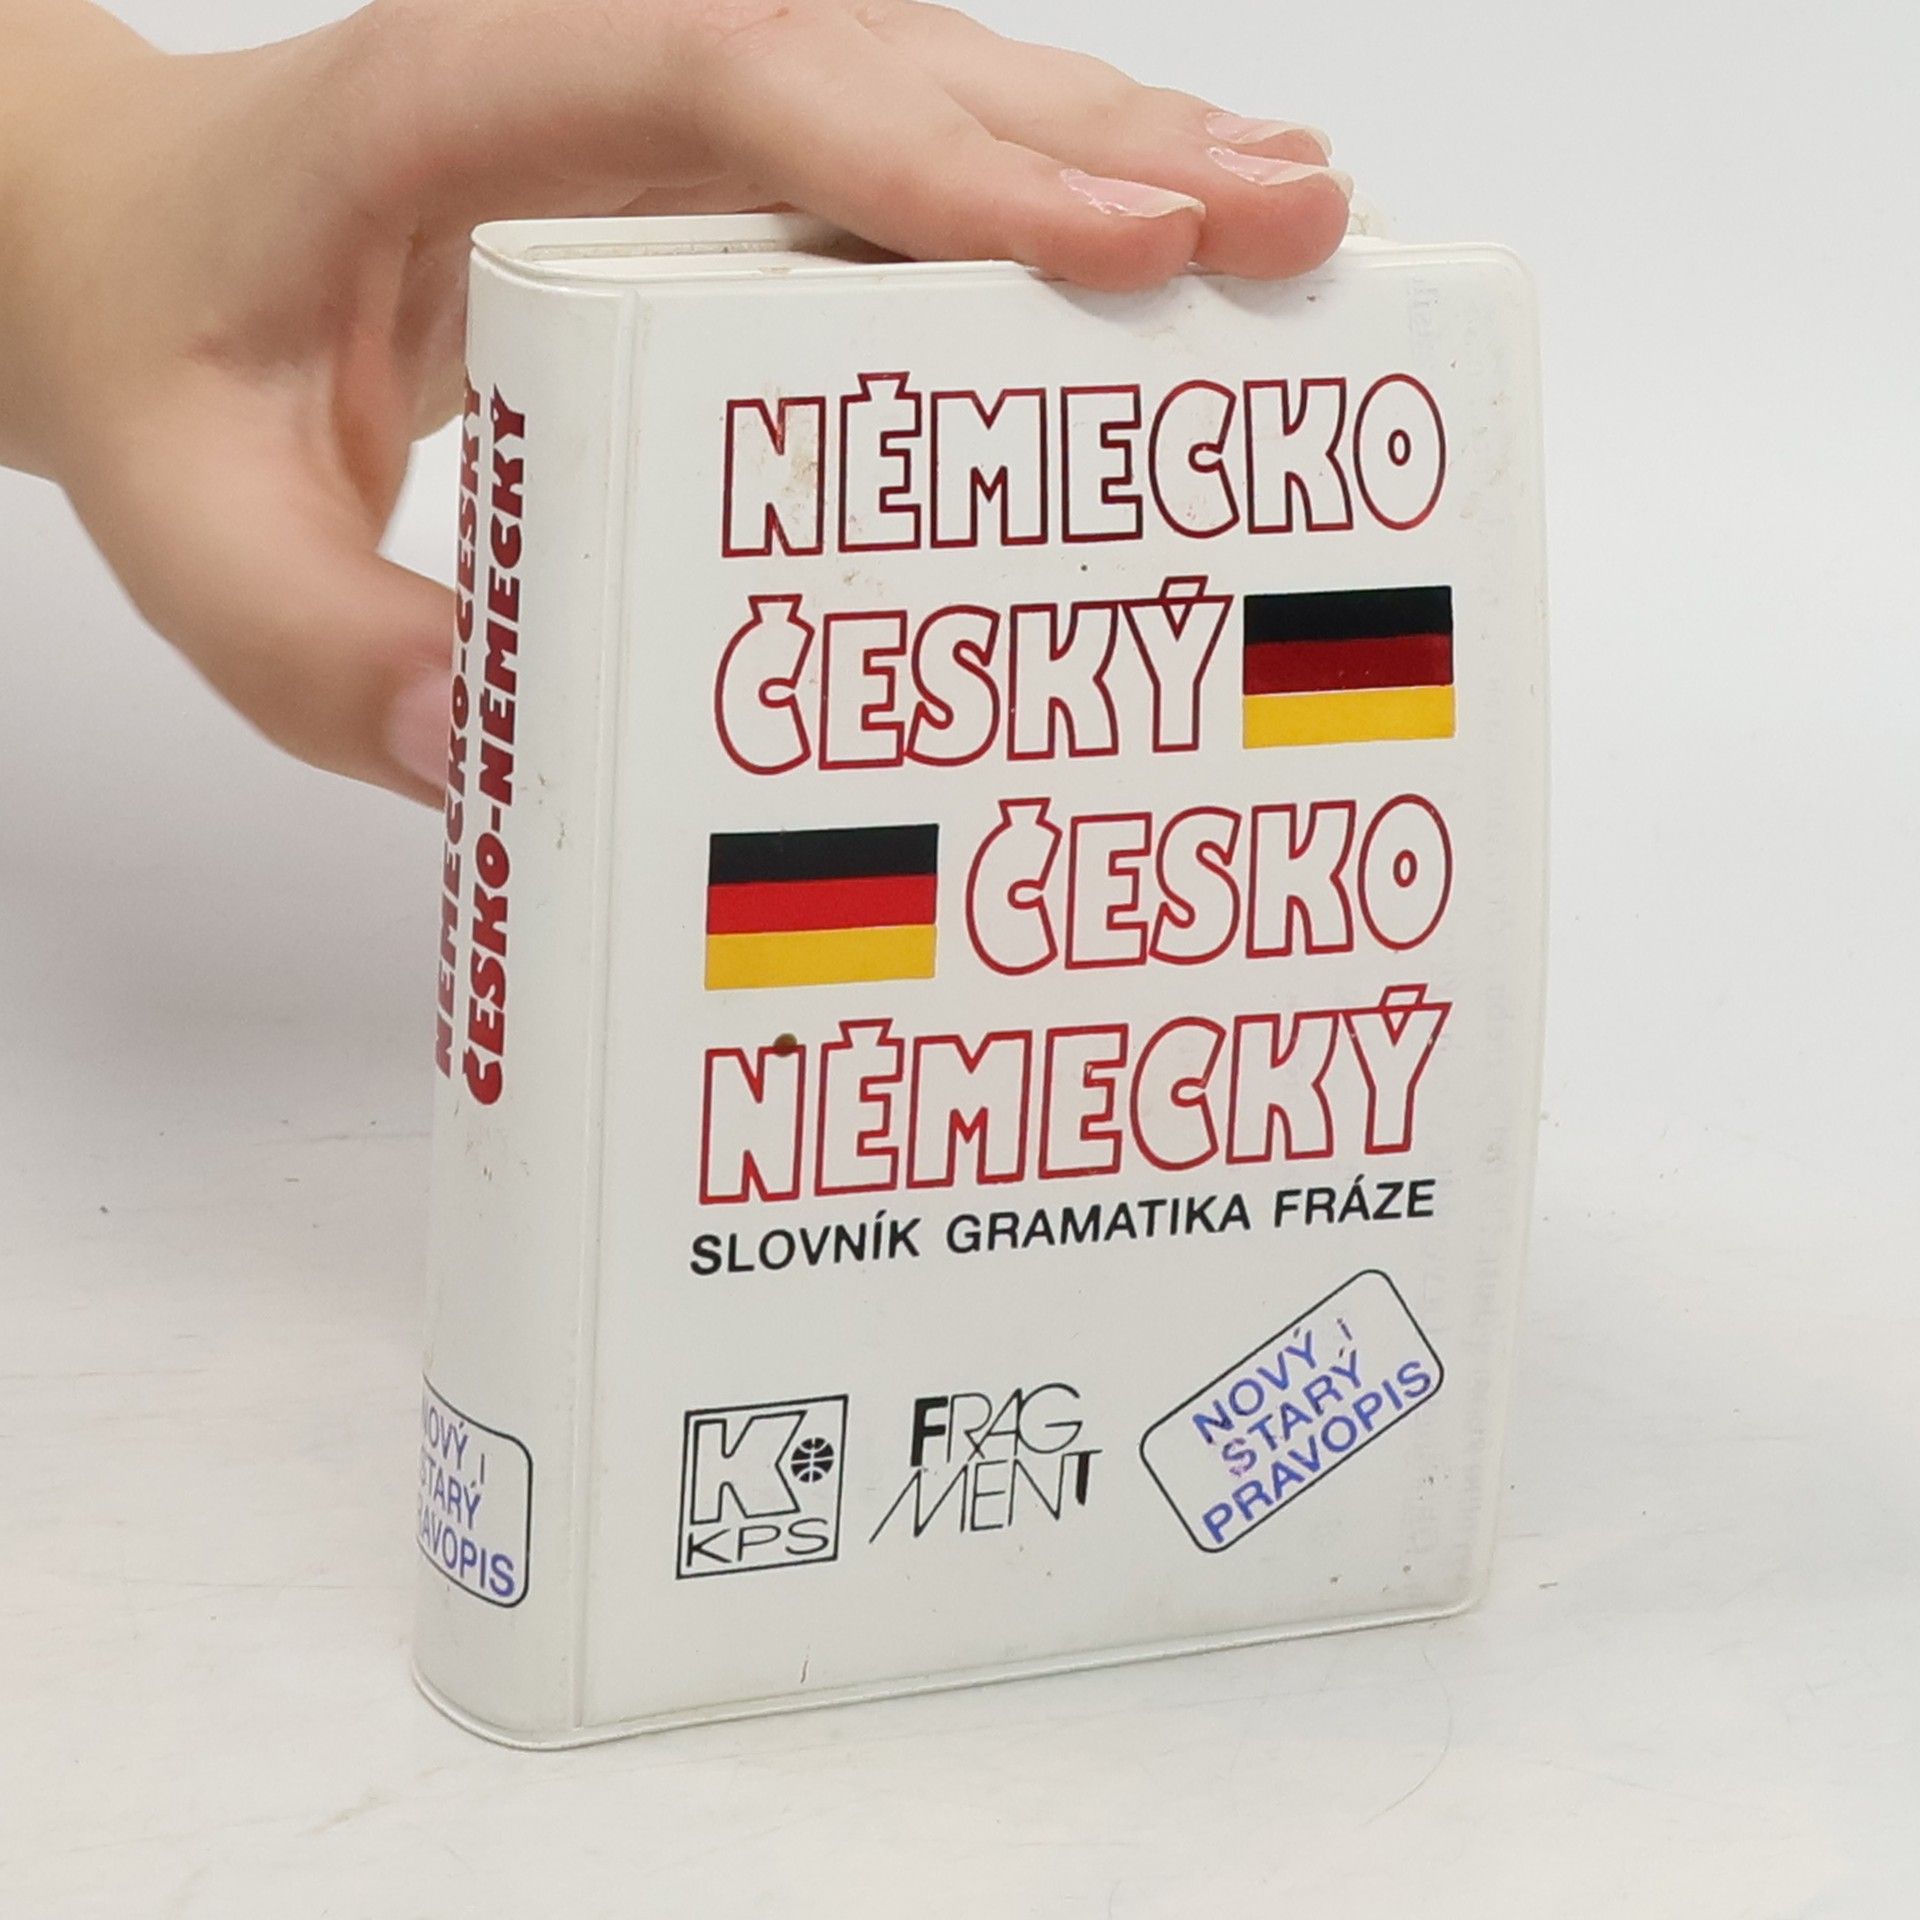 NĚMECKO-ČESKÝ
ČESKO-NĚMECKÝ
NOVÝ i
STARÝ
PRAVOPIS
NĚMECKO
ČESKÝ
ČESKO
NĚMECKÝ
SLOVNÍK GRAMATIKA FRÁZE
K
KPS
FRAG
MENT
NOVÝ i
STARÝ
PRAVOPIS